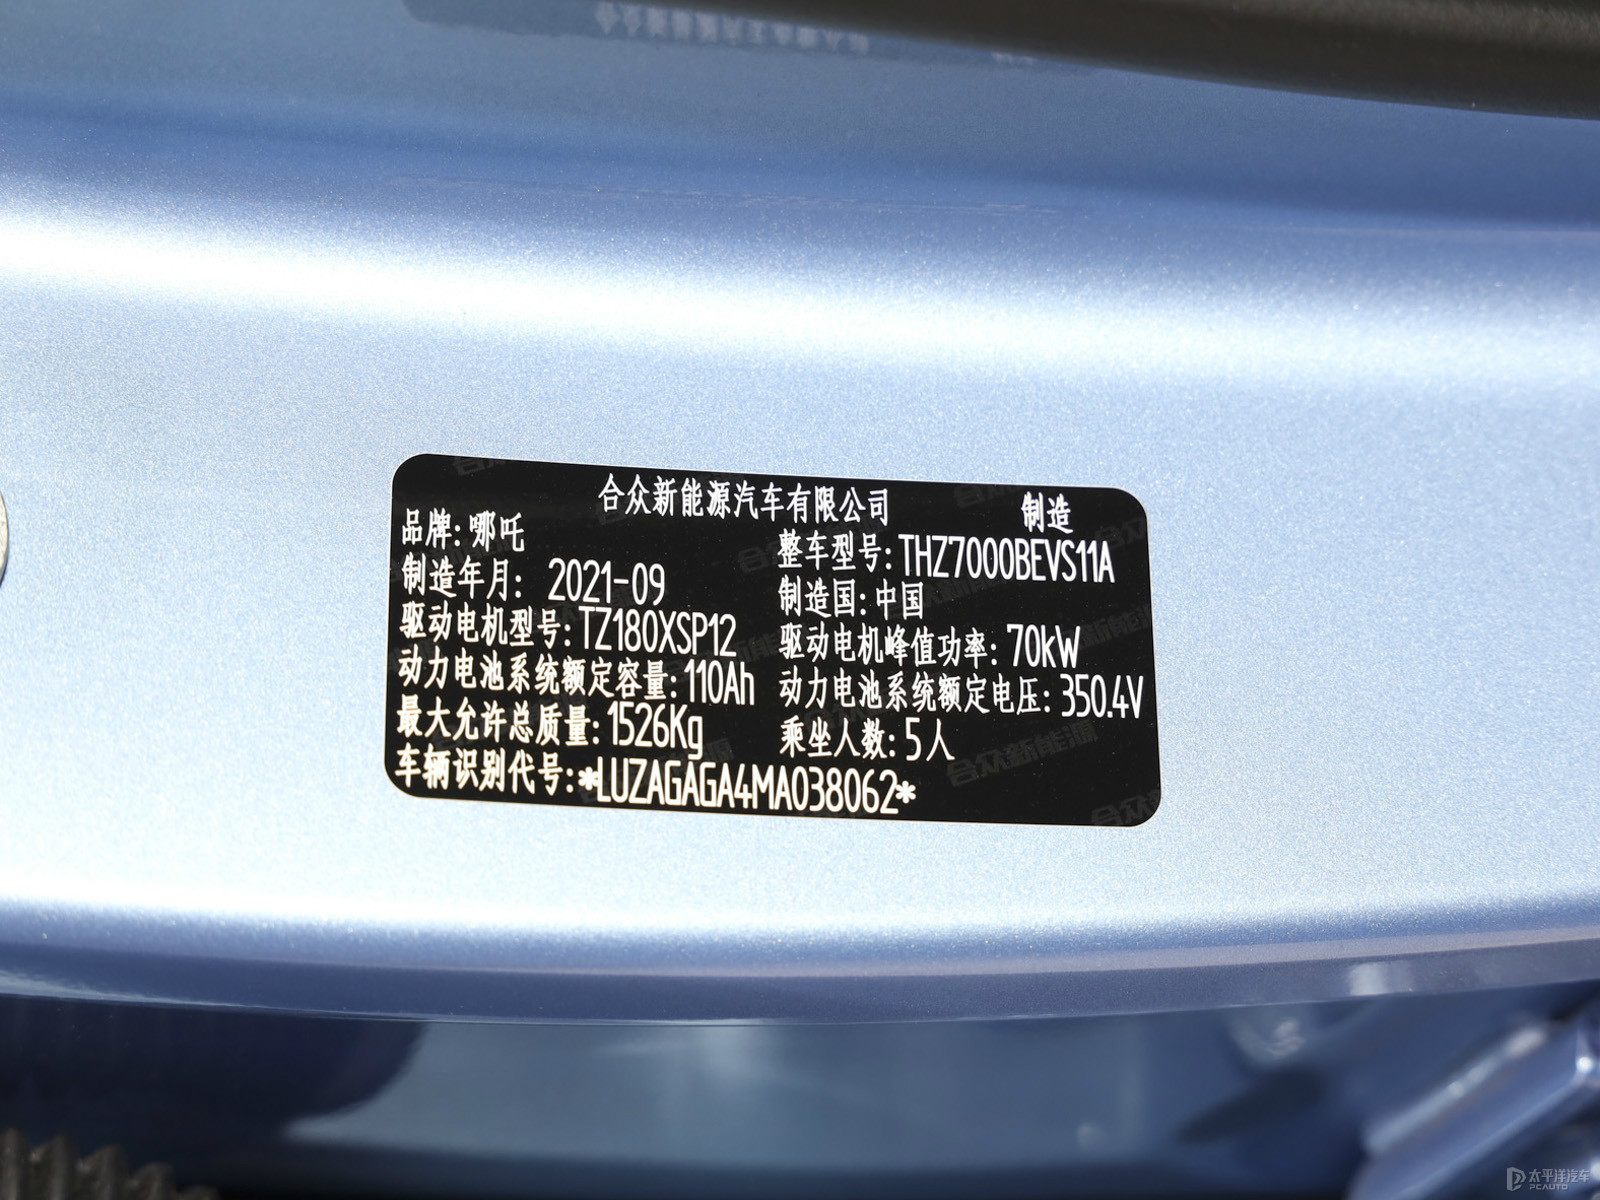 合众新能源汽车有限公司 制造
品牌: 哪吒 整车型号: THZ7000BEVS11A
制造年月: 2021-09 制造国: 中国
驱动电机型号: TZ180XSP12 驱动电机峰值功率: 70kW
动力电池系统额定容量: 110Ah 动力电池系统额定电压: 350.4V
最大允许总质量: 1526Kg 乘坐人数: 5人
车辆识别代号: *LUZAGAGA4MA038062*
太平洋汽车
PCAUTO